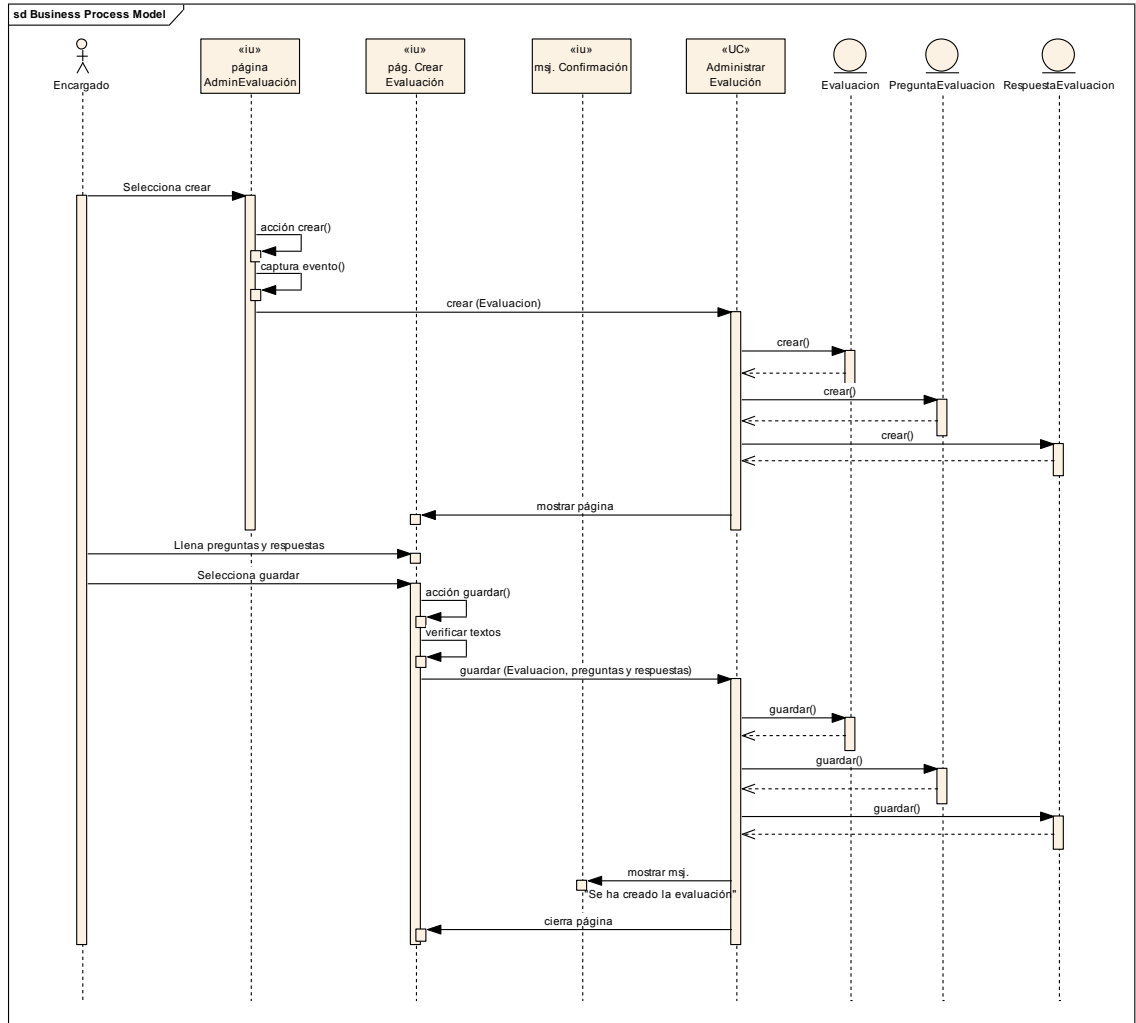 sd Business Process Model
«iu»
página
AdminEvaluación
«iu»
pág. Crear
Evaluación
«iu»
msj. Confirmación
«UC»
Administrar
Evalución
Encargado
Evaluacion
PreguntaEvaluacion
RespuestaEvaluacion
Selecciona crear
acción crear()
captura evento()
crear (Evaluacion)
crear()
crear()
crear()
mostrar página
Llena preguntas y respuestas
Selecciona guardar
acción guardar()
verificar textos
guardar (Evaluacion, preguntas y respuestas)
guardar()
guardar()
guardar()
mostrar msj.
"Se ha creado la evaluación"
cierra página